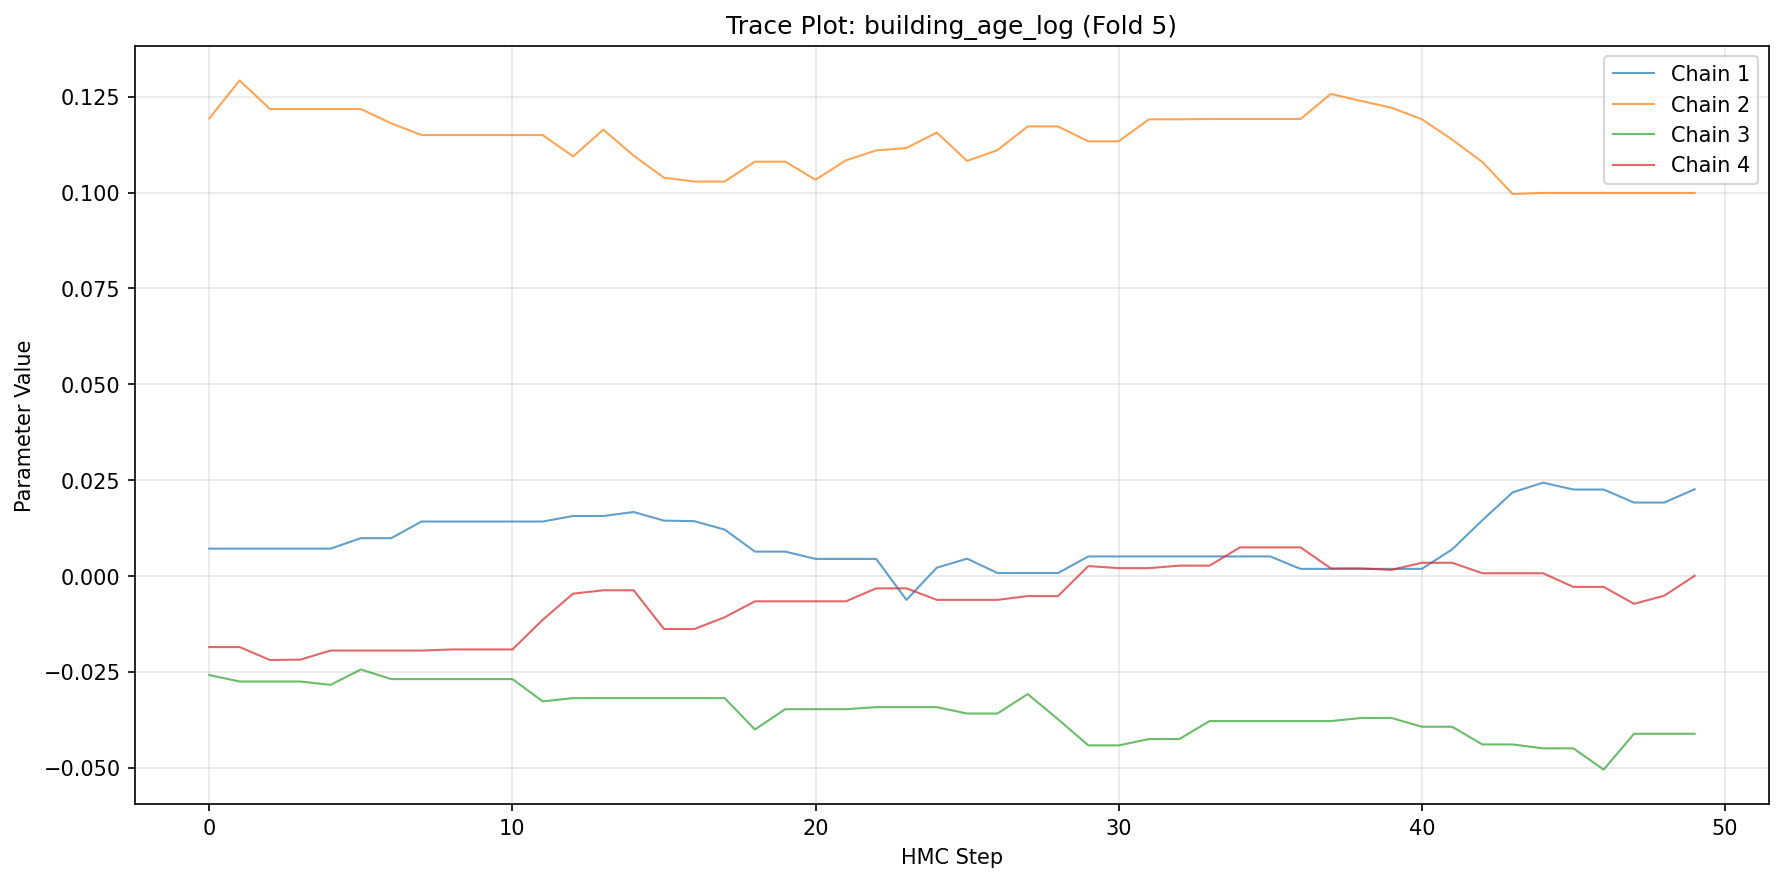 Trace Plot: building_age_log (Fold 5)
Chain 1
Chain 2
Chain 3
Chain 4
Parameter Value
0.125
0.100
0.075
0.050
0.025
0.000
−0.025
−0.050
0 10 20 30 40 50
HMC Step